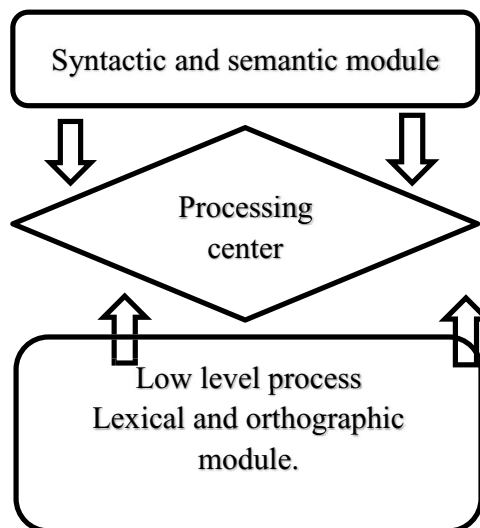 Syntactic and semantic module
Processing
center
Low level process
Lexical and orthographic
module.